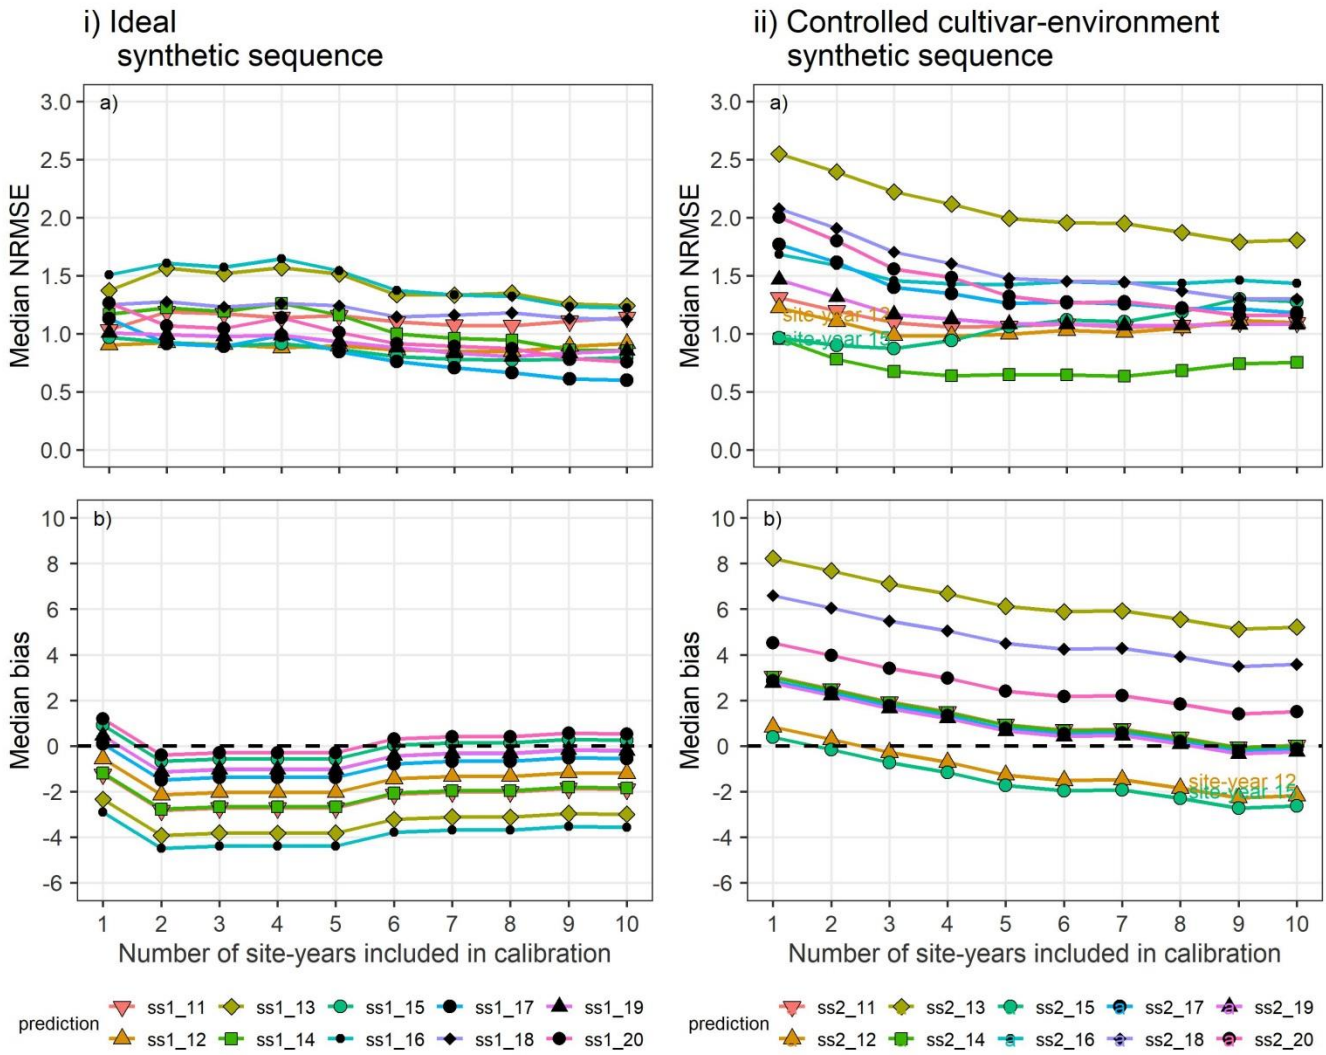 i) Ideal
synthetic sequence
ii) Controlled cultivar-environment
synthetic sequence
Median NRMSE
3.0
2.5
2.0
1.5
1.0
0.5
0.0
a)
Median NRMSE
3.0
2.5
2.0
1.5
1.0
0.5
0.0
a)
site-year 12
site-year 15
Median bias
10
8
6
4
2
0
-2
-4
-6
b)
1 2 3 4 5 6 7 8 9 10
Number of site-years included in calibration
Median bias
10
8
6
4
2
0
-2
-4
-6
b)
site-year 12
site-year 15
1 2 3 4 5 6 7 8 9 10
Number of site-years included in calibration
prediction
ss1_11 ss1_13 ss1_15 ss1_17 ss1_19
ss1_12 ss1_14 ss1_16 ss1_18 ss1_20
prediction
ss2_11 ss2_13 ss2_15 ss2_17 ss2_19
ss2_12 ss2_14 ss2_16 ss2_18 ss2_20